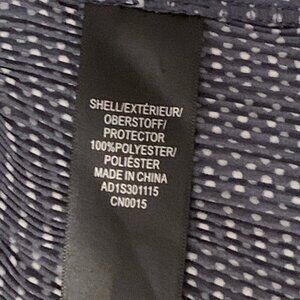 SHELL/EXTÉRIEUR/
OBERSTOFF/
PROTECTOR
100%POLYESTER/
POLIÉSTER
MADE IN CHINA
AD1S301115
CN0015